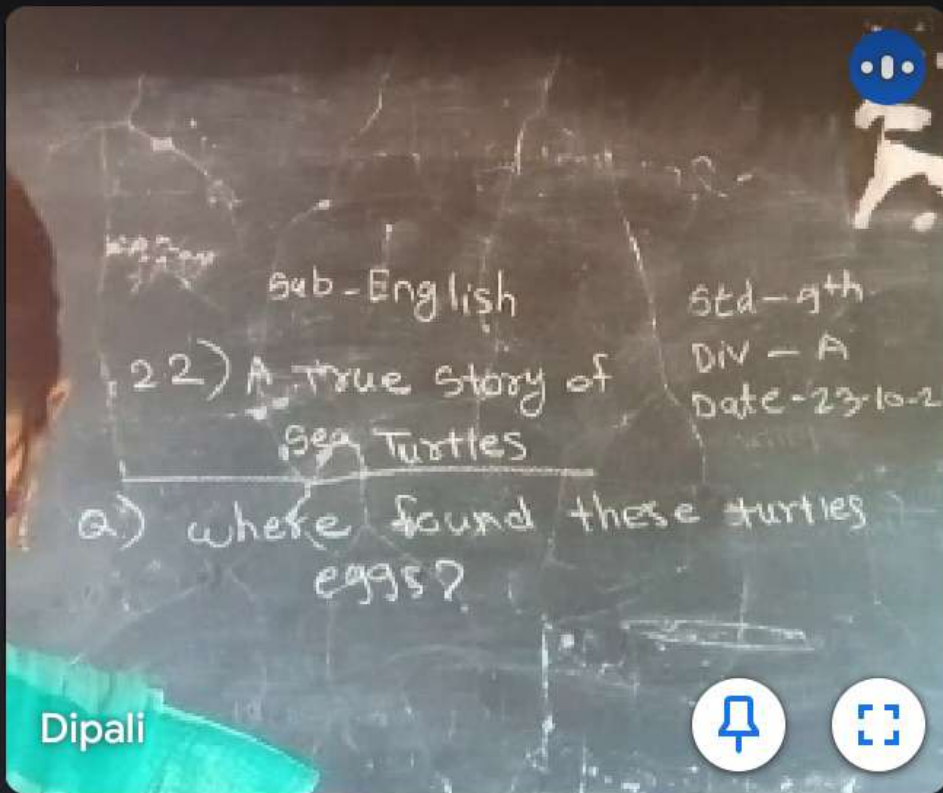 Sub-English
Std-9th
22) A True Story of
Div - A
Sea Turtles
Date-23-10-2
Q) where found these turtles
eggs?
Dipali